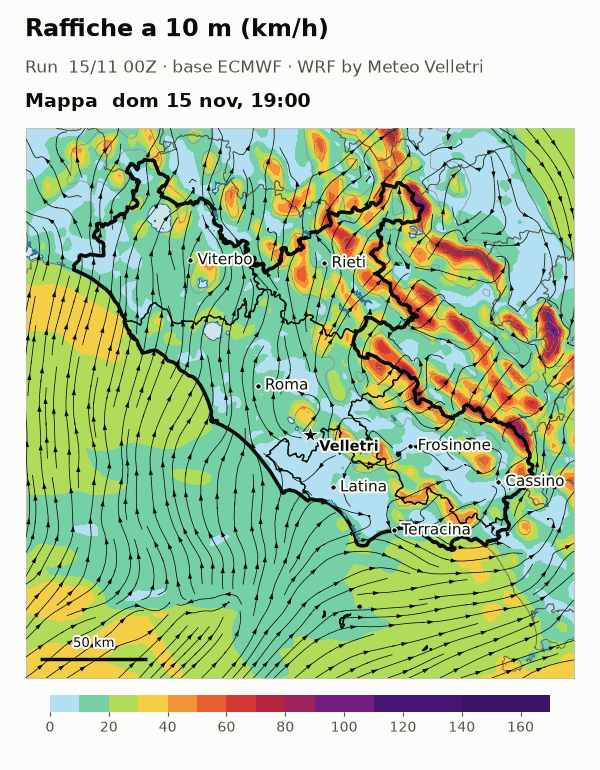 Raffiche a 10 m (km/h)
Run 15/11 00Z · base ECMWF · WRF by Meteo Velletri
Mappa dom 15 nov, 19:00
Viterbo
Rieti
Roma
Velletri
Frosinone
Cassino
Latina
Terracina
50 km
0 20 40 60 80 100 120 140 160